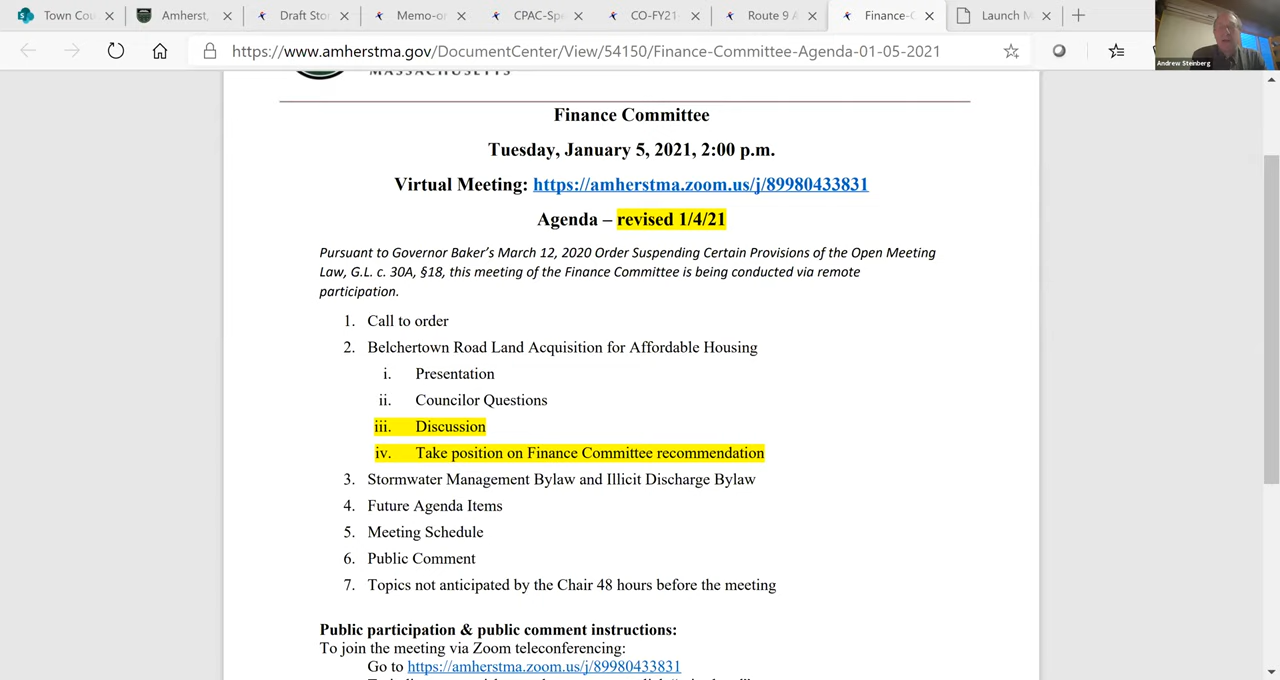 Town Cou
Amherst,
Draft Sto
Memo-o
CPAC-Sp
CO-FY21
Route 9 A
Finance-C
Launch M
https://www.amherstma.gov/DocumentCenter/View/54150/Finance-Committee-Agenda-01-05-2021
Andrew Steinberg
MASSACHUSETTS
Finance Committee
Tuesday, January 5, 2021, 2:00 p.m.
Virtual Meeting: https://amherstma.zoom.us/j/89980433831
Agenda – revised 1/4/21
Pursuant to Governor Baker's March 12, 2020 Order Suspending Certain Provisions of the Open Meeting
Law, G.L. c. 30A, §18, this meeting of the Finance Committee is being conducted via remote
participation.
1. Call to order
2. Belchertown Road Land Acquisition for Affordable Housing
i. Presentation
ii. Councilor Questions
iii. Discussion
iv. Take position on Finance Committee recommendation
3. Stormwater Management Bylaw and Illicit Discharge Bylaw
4. Future Agenda Items
5. Meeting Schedule
6. Public Comment
7. Topics not anticipated by the Chair 48 hours before the meeting
Public participation & public comment instructions:
To join the meeting via Zoom teleconferencing:
Go to https://amherstma.zoom.us/j/89980433831